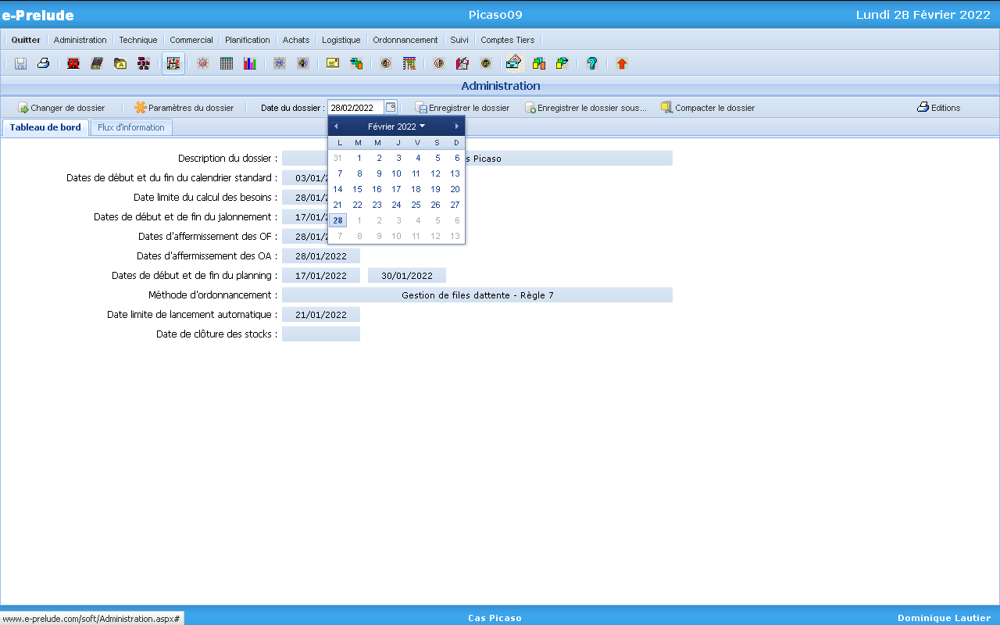 e-Prelude Picaso09 Lundi 28 Février 2022
Quitter Administration Technique Commercial Planification Achats Logistique Ordonnancement Suivi Comptes Tiers
Administration
Changer de dossier Paramètres du dossier Date du dossier : 28/02/2022 Enregistrer le dossier Enregistrer le dossier sous... Compacter le dossier Editions
Tableau de bord Flux d'information
Février 2022
L M M J V S D
31 1 2 3 4 5 6
7 8 9 10 11 12 13
14 15 16 17 18 19 20
21 22 23 24 25 26 27
28 1 2 3 4 5 6
7 8 9 10 11 12 13
Description du dossier : s Picaso
Dates de début et du fin du calendrier standard : 03/01/2
Date limite du calcul des besoins : 28/01/2
Dates de début et de fin du jalonnement : 17/01/2
Dates d'affermissement des OF : 28/01/2
Dates d'affermissement des OA : 28/01/2022
Dates de début et de fin du planning : 17/01/2022 30/01/2022
Méthode d'ordonnancement : Gestion de files dattente - Règle 7
Date limite de lancement automatique : 21/01/2022
Date de clôture des stocks :
www.e-prelude.com/soft/Administration.aspx# Cas Picaso Dominique Lautier